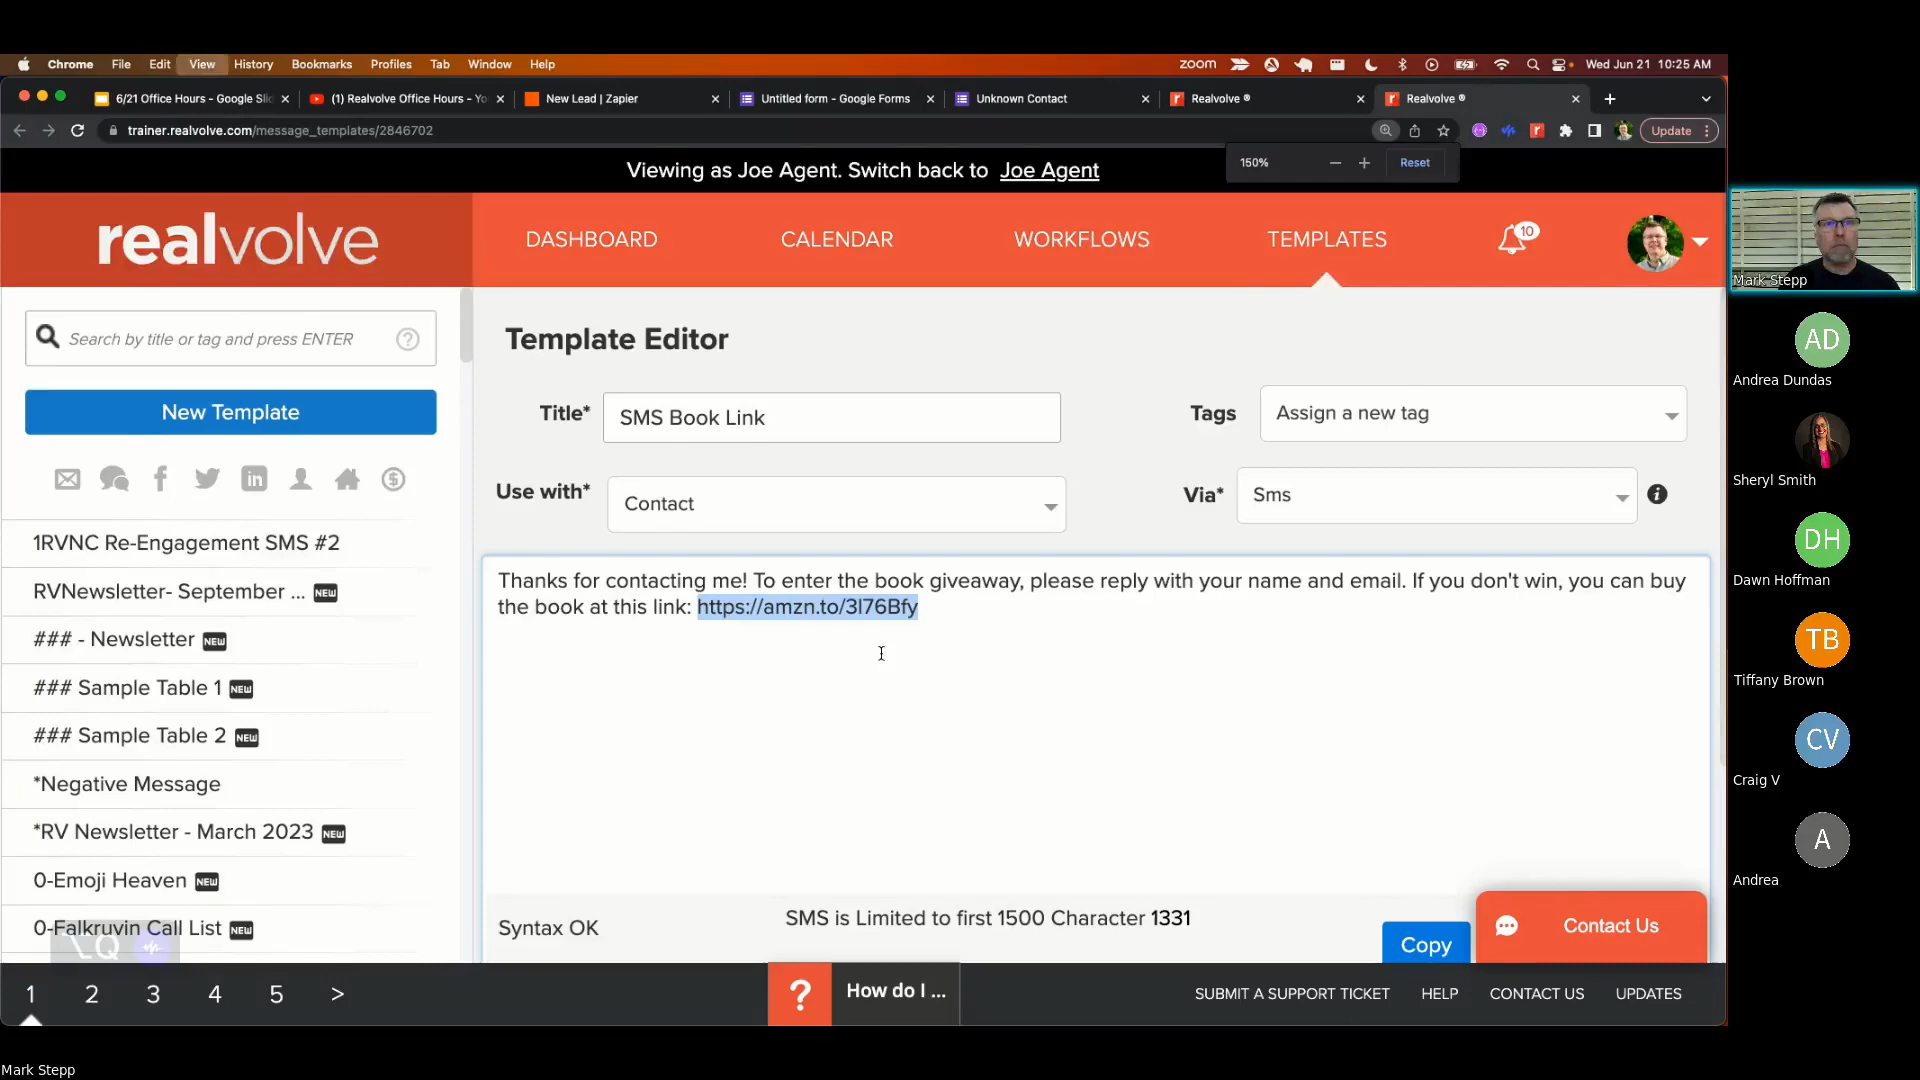 Chrome File Edit View History Bookmarks Profiles Tab Window Help zoom Wed Jun 21 10:25 AM
6/21 Office Hours - Google Slic
(1) Realvolve Office Hours - Yo
New Lead | Zapier
Untitled form - Google Forms
Unknown Contact
Realvolve ®
Realvolve ®
trainer.realvolve.com/message_templates/2846702
Update
Viewing as Joe Agent. Switch back to Joe Agent
150%
Reset
realvolve
DASHBOARD
CALENDAR
WORKFLOWS
TEMPLATES
10
Search by title or tag and press ENTER
New Template
1RVNC Re-Engagement SMS #2
RVNewsletter- September ... NEW
### - Newsletter NEW
### Sample Table 1 NEW
### Sample Table 2 NEW
*Negative Message
*RV Newsletter - March 2023 NEW
0-Emoji Heaven NEW
0-Falkruvin Call List NEW
⌥Q
Template Editor
Title* SMS Book Link
Tags Assign a new tag
Use with* Contact
Via* Sms
Thanks for contacting me! To enter the book giveaway, please reply with your name and email. If you don't win, you can buy
the book at this link: https://amzn.to/3l76Bfy
Syntax OK
SMS is Limited to first 1500 Character 1331
Copy
Contact Us
1 2 3 4 5 >
? How do I ...
SUBMIT A SUPPORT TICKET HELP CONTACT US UPDATES
Mark Stepp
AD
Andrea Dundas
Sheryl Smith
DH
Dawn Hoffman
TB
Tiffany Brown
CV
Craig V
A
Andrea
Mark Stepp